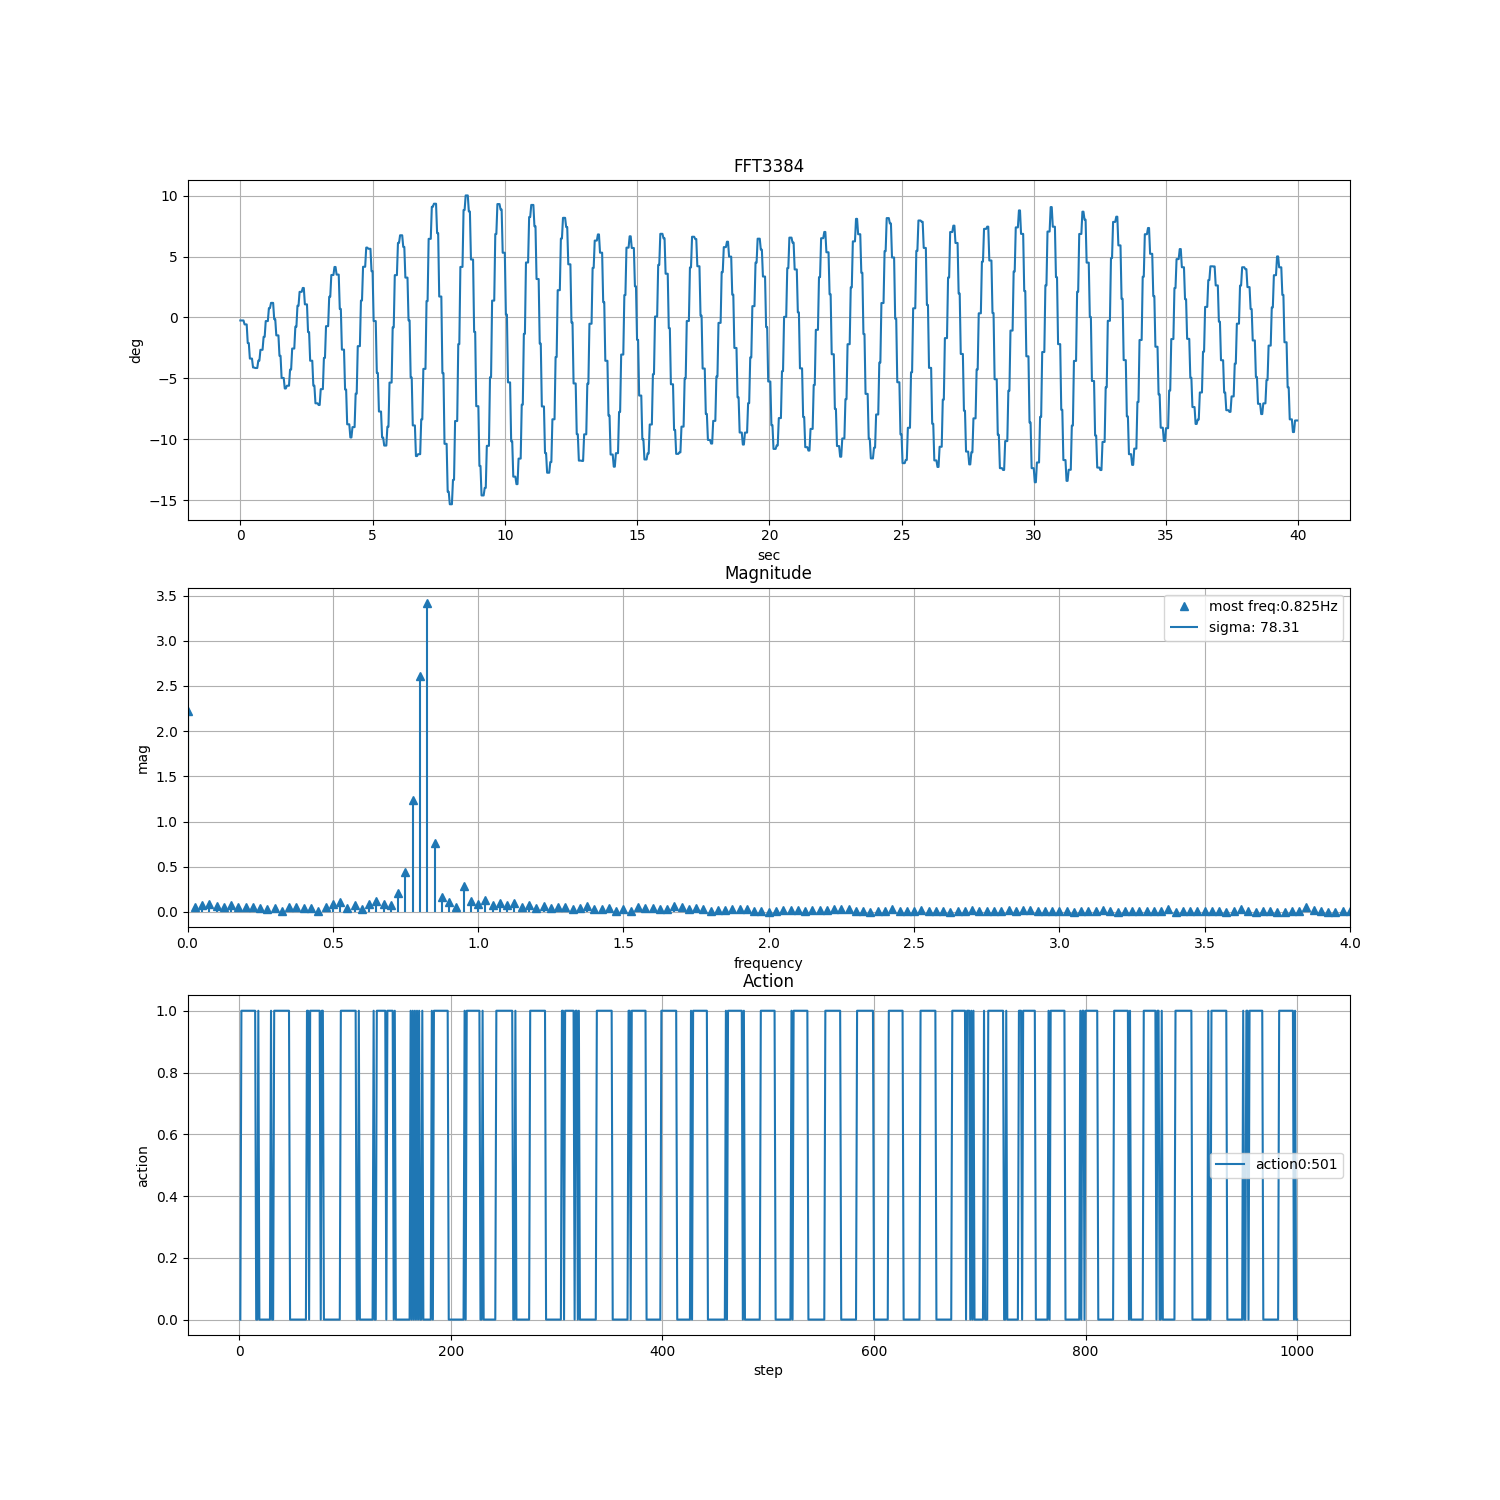 FFT3384
10
5
0
−5
−10
−15
deg
0 5 10 15 20 25 30 35 40
sec
Magnitude
3.5
3.0
2.5
2.0
1.5
1.0
0.5
0.0
mag
most freq:0.825Hz
sigma: 78.31
0.0 0.5 1.0 1.5 2.0 2.5 3.0 3.5 4.0
frequency
Action
1.0
0.8
0.6
0.4
0.2
0.0
action
action0:501
0 200 400 600 800 1000
step